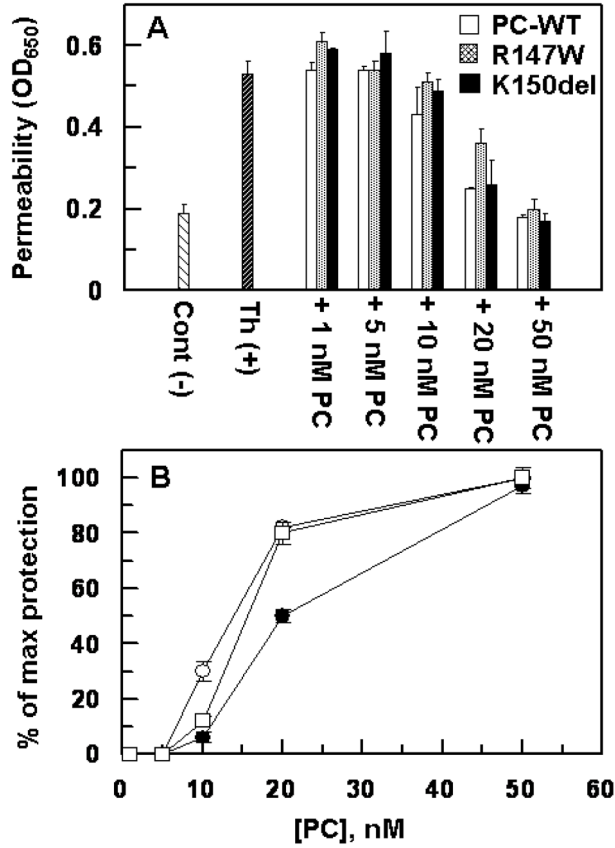 A
PC-WT
R147W
K150del
Permeability (OD650)
0.6
0.4
0.2
0
Cont (-)
Th (+)
+ 1 nM PC
+ 5 nM PC
+ 10 nM PC
+ 20 nM PC
+ 50 nM PC
B
% of max protection
100
80
60
40
20
0
0 10 20 30 40 50 60
[PC], nM